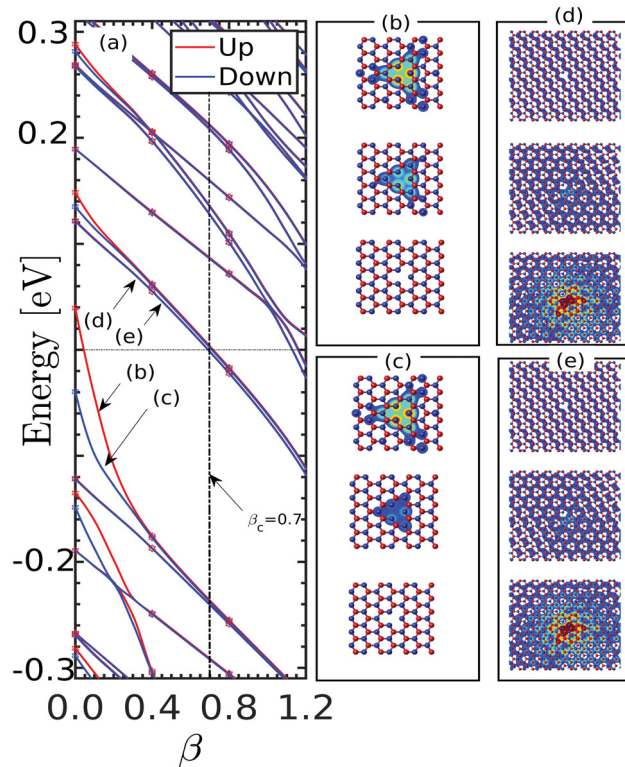 (a)
Up
Down
0.3
0.2
-0.2
-0.3
Energy [eV]
(d)
(e)
(b)
(c)
βc=0.7
0.0 0.4 0.8 1.2
β
(b)
(c)
(d)
(e)